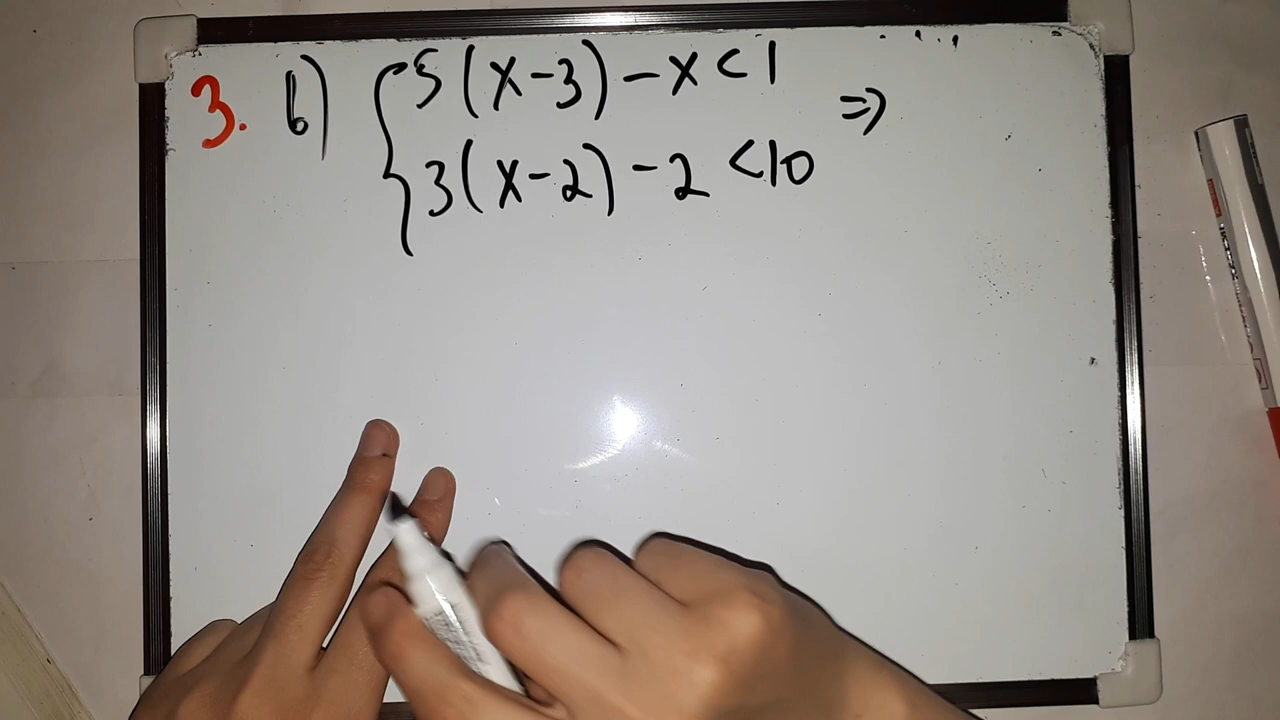 3. b) { 5(x-3)-x<1 =>
3(x-2)-2<10